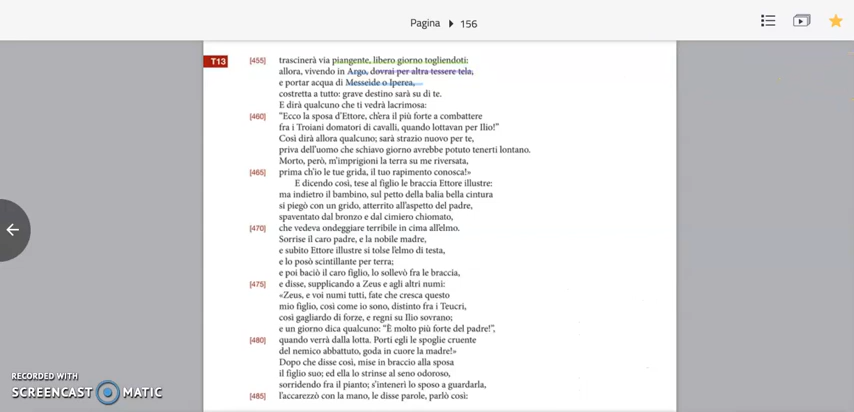 Pagina 156
T13
[455] trascinerà via piangente, libero giorno togliendoti:
allora, vivendo in Argo, dovrai per altra tessere tela,
e portar acqua di Messeide o Iperea,
costretta a tutto: grave destino sarà su di te.
E dirà qualcuno che ti vedrà lacrimosa:
[460] "Ecco la sposa d'Ettore, ch'era il più forte a combattere
fra i Troiani domatori di cavalli, quando lottavan per Ilio!"
Così dirà allora qualcuno; sarà strazio nuovo per te,
priva dell'uomo che schiavo giorno avrebbe potuto tenerti lontano.
Morto, però, m'imprigioni la terra su me riversata,
[465] prima ch'io le tue grida, il tuo rapimento conosca!»
E dicendo così, tese al figlio le braccia Ettore illustre:
ma indietro il bambino, sul petto della balia bella cintura
si piegò con un grido, atterrito all'aspetto del padre,
spaventato dal bronzo e dal cimiero chiomato,
[470] che vedeva ondeggiare terribile in cima all'elmo.
Sorrise il caro padre, e la nobile madre,
e subito Ettore illustre si tolse l'elmo di testa,
e lo posò scintillante per terra;
e poi baciò il caro figlio, lo sollevò fra le braccia,
[475] e disse, supplicando a Zeus e agli altri numi:
«Zeus, e voi numi tutti, fate che cresca questo
mio figlio, così come io sono, distinto fra i Teucri,
così gagliardo di forze, e regni su Ilio sovrano;
e un giorno dica qualcuno: "È molto più forte del padre!",
[480] quando verrà dalla lotta. Porti egli le spoglie cruente
del nemico abbattuto, goda in cuore la madre!»
Dopo che disse così, mise in braccio alla sposa
il figlio suo; ed ella lo strinse al seno odoroso,
sorridendo fra il pianto; s'intenerì lo sposo a guardarla,
[485] l'accarezzò con la mano, le disse parole, parlò così:
RECORDED WITH
SCREENCAST MATIC